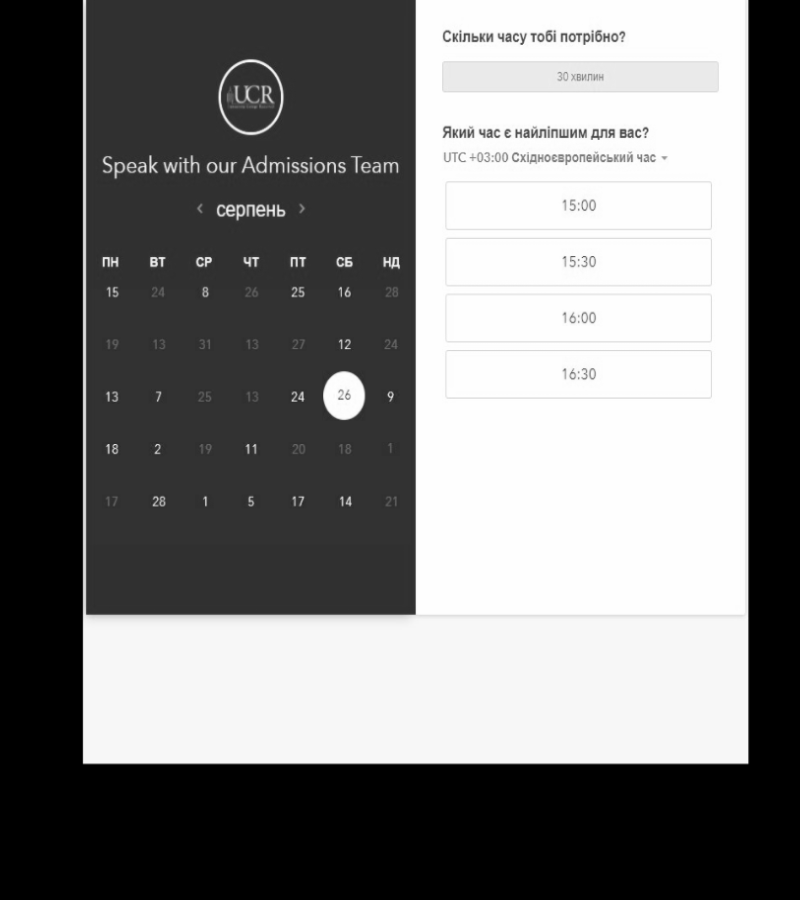 UCR
Speak with our Admissions Team
серпень
ПН ВТ СР ЧТ ПТ СБ НД
15 24 8 26 25 16 28
19 13 31 13 27 12 24
13 7 25 13 24 26 9
18 2 19 11 20 18 1
17 28 1 5 17 14 21
Скільки часу тобі потрібно?
30 хвилин
Який час є найліпшим для вас?
UTC +03:00 Східноєвропейський час
15:00
15:30
16:00
16:30